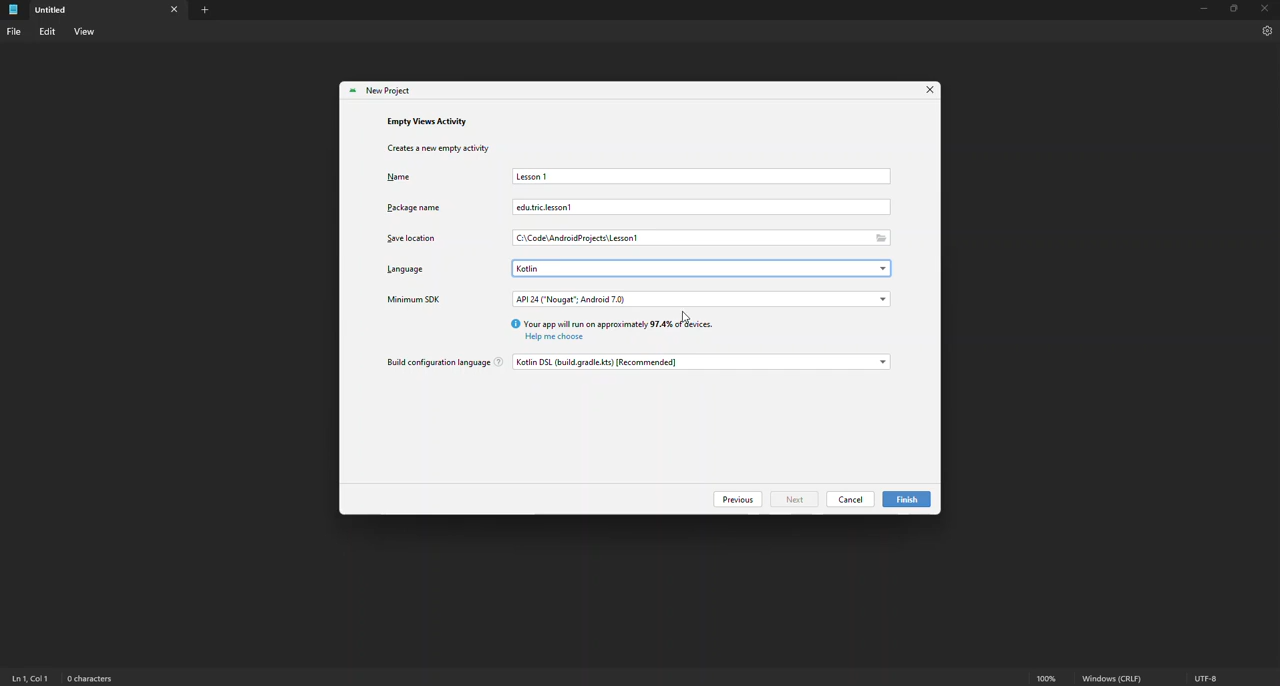 Untitled
File Edit View
New Project
Empty Views Activity
Creates a new empty activity
Name Lesson 1
Package name edu.tric.lesson1
Save location C:\Code\AndroidProjects\Lesson1
Language Kotlin
Minimum SDK API 24 ("Nougat"; Android 7.0)
Your app will run on approximately 97.4% of devices.
Help me choose
Build configuration language ? Kotlin DSL (build.gradle.kts) [Recommended]
Previous Next Cancel Finish
Ln 1, Col 1 0 characters 100% Windows (CRLF) UTF-8